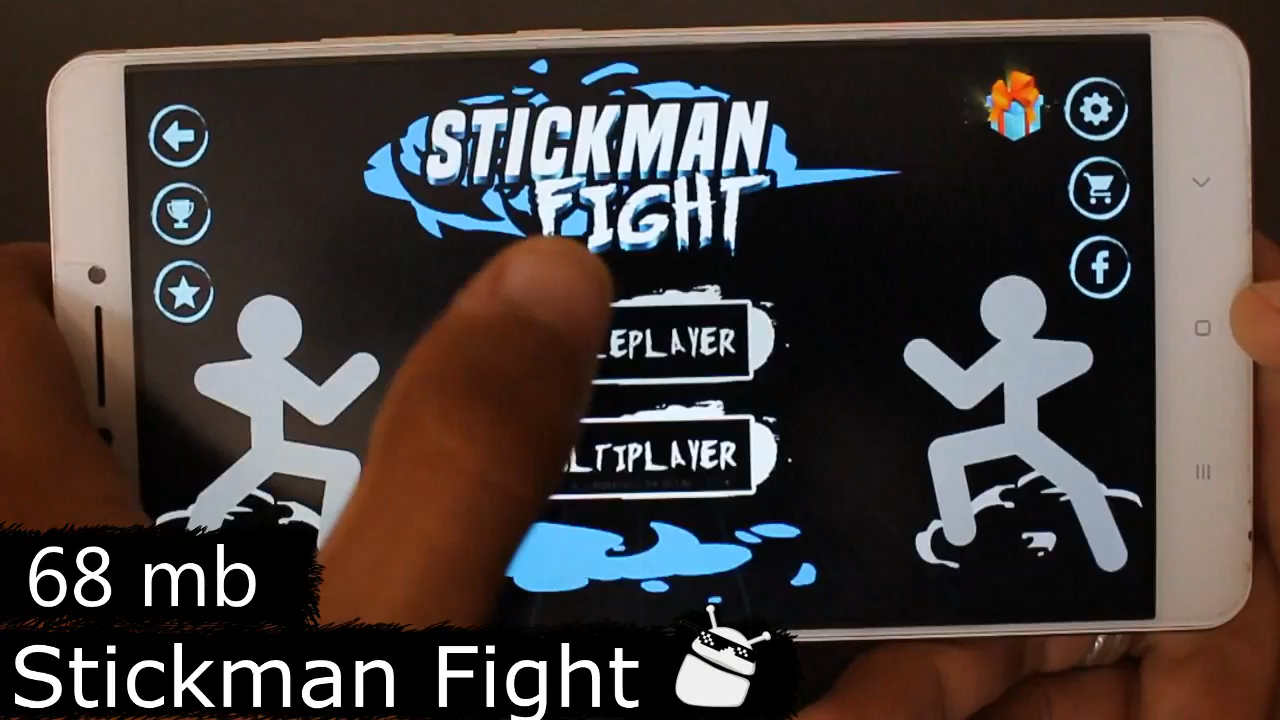 STICKMAN
FIGHT
LEPLAYER
LTIPLAYER
68 mb
Stickman Fight